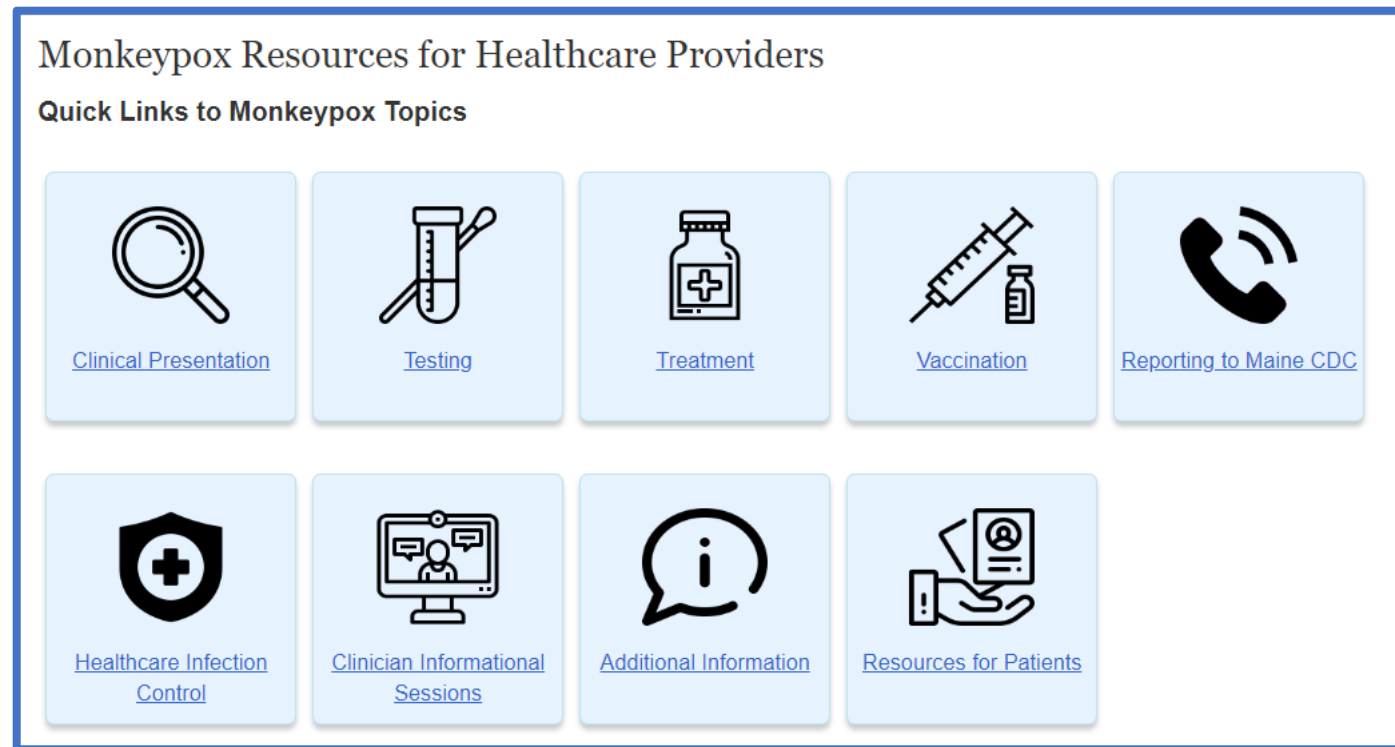 Monkeypox Resources for Healthcare Providers
Quick Links to Monkeypox Topics
Clinical Presentation
Testing
Treatment
Vaccination
Reporting to Maine CDC
Healthcare Infection
Control
Clinician Informational
Sessions
Additional Information
Resources for Patients